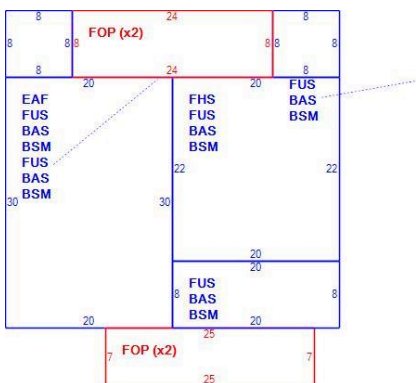 8 24 8
8 8 FOP (x2) 8 8 8
8 24 8
20 20 FUS
EAF FHS BAS
FUS FUS BSM
BAS BAS
BSM BSM
FUS
BAS 22 22
BSM
30 30
20
20
FUS
8 BAS 8
BSM
20 25 20
7 FOP (x2) 7
25